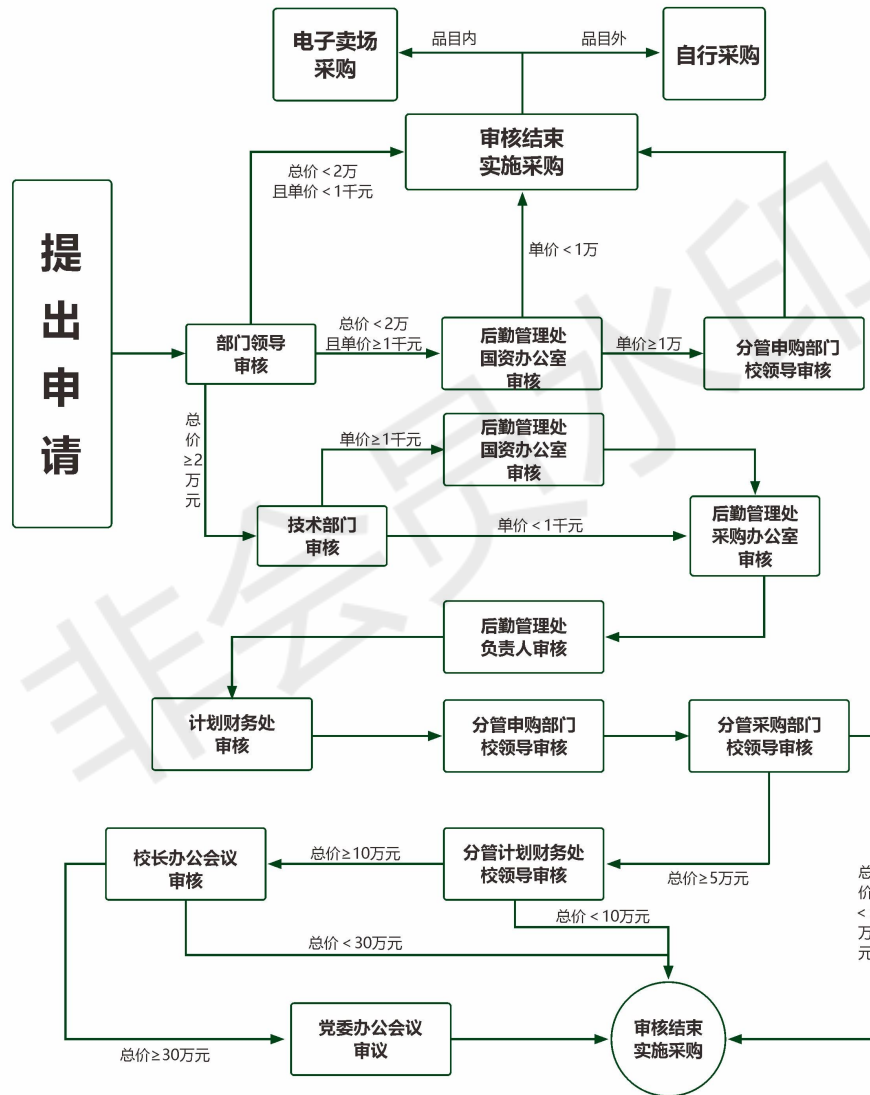 电子卖场
采购
品目内
品目外
自行采购
审核结束
实施采购
总价＜2万
且单价＜1千元
提
出
申
请
单价＜1万
部门领导
审核
总价＜2万
且单价≥1千元
后勤管理处
国资办公室
审核
单价≥1万
分管申购部门
校领导审核
总
价
≥2
万
元
单价≥1千元
后勤管理处
国资办公室
审核
技术部门
审核
单价＜1千元
后勤管理处
采购办公室
审核
后勤管理处
负责人审核
计划财务处
审核
分管申购部门
校领导审核
分管采购部门
校领导审核
校长办公会议
审核
总价≥10万元
分管计划财务处
校领导审核
总价≥5万元
总
价
＜
万
元
总价＜10万元
总价＜30万元
总价≥30万元
党委办公会议
审议
审核结束
实施采购
非会员水印